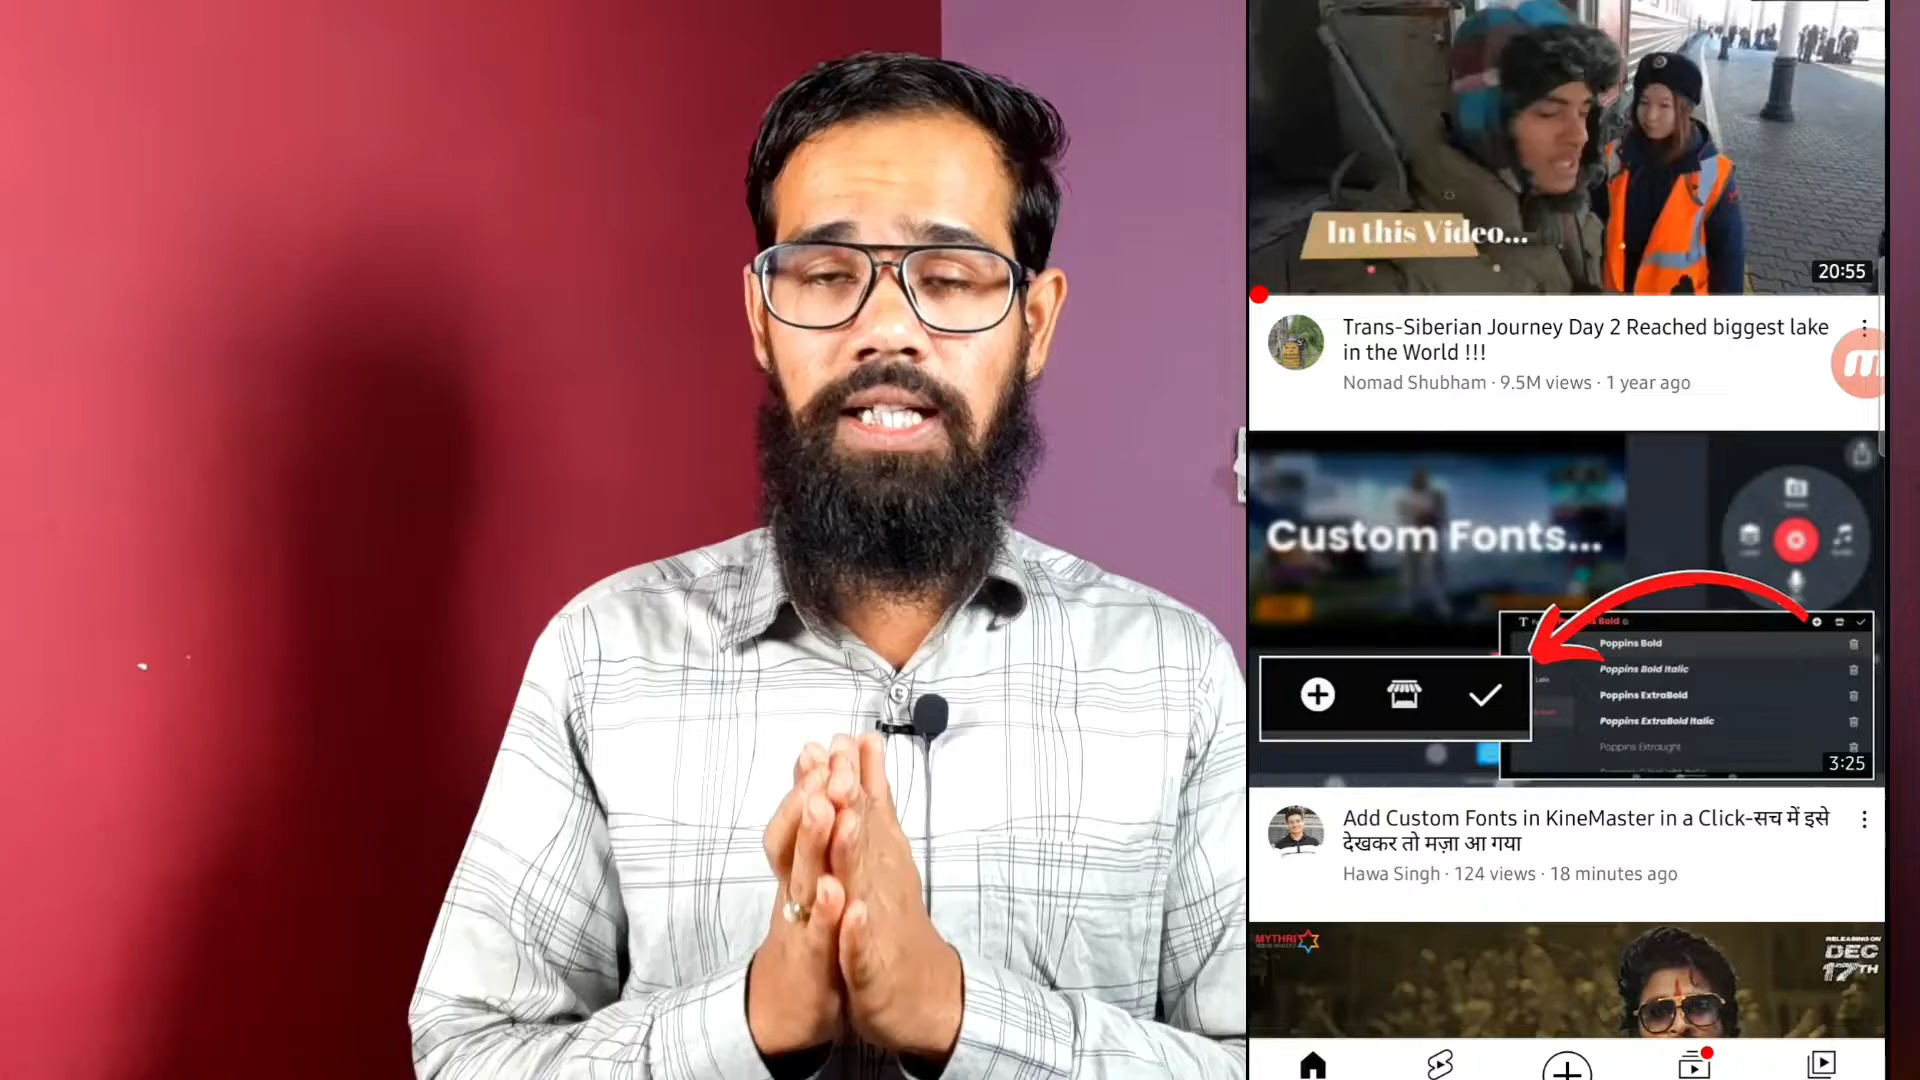 In this Video...
20:55
Trans-Siberian Journey Day 2 Reached biggest lake
in the World !!!
Nomad Shubham · 9.5M views · 1 year ago
Custom Fonts...
Poppins Bold
Poppins Bold Italic
Poppins ExtraBold
Poppins ExtraBold Italic
Poppins ExtraLight
3:25
Add Custom Fonts in KineMaster in a Click-सच में इसे
देखकर तो मज़ा आ गया
Hawa Singh · 124 views · 18 minutes ago
MYTHRI
RELEASING ON
DEC
17TH